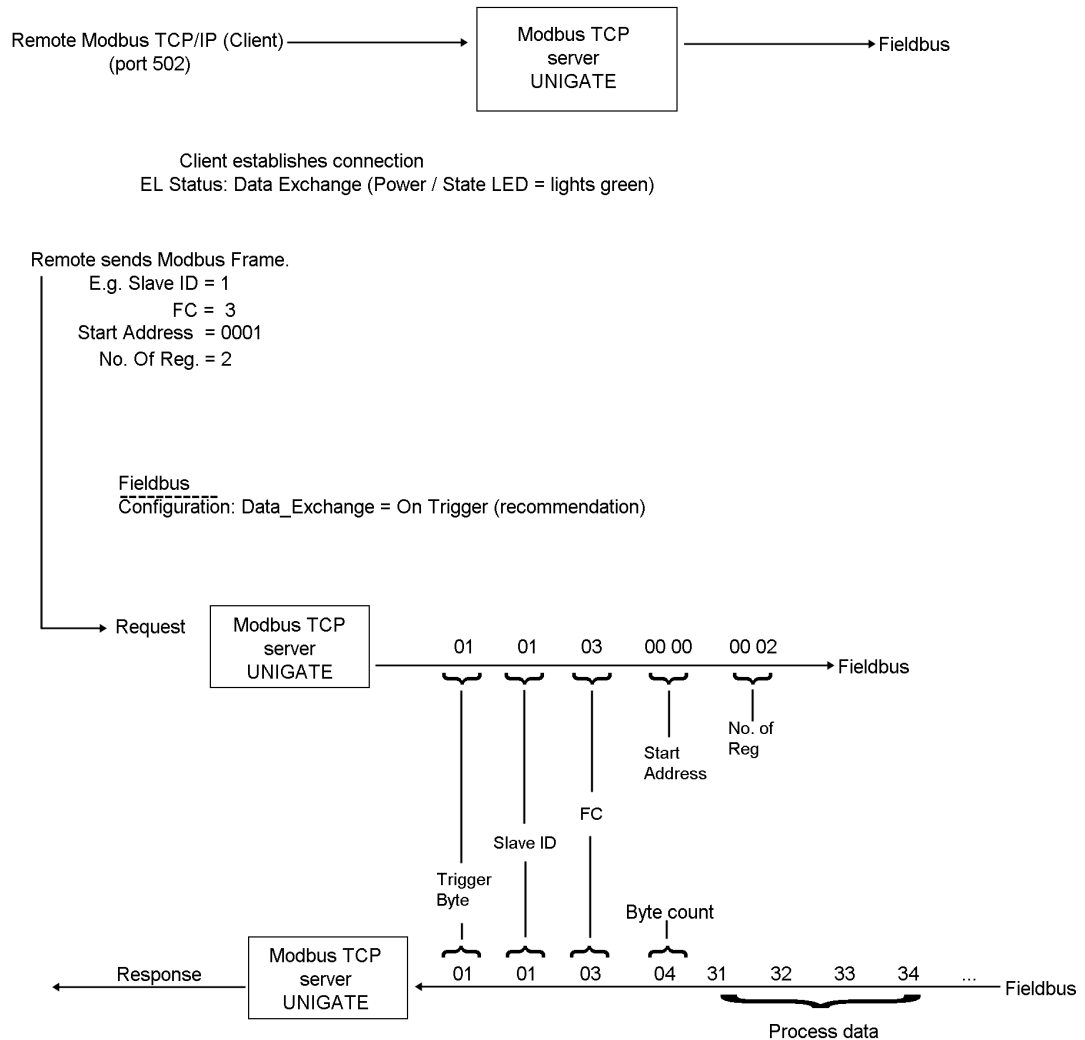 Remote Modbus TCP/IP (Client)
(port 502)
Modbus TCP
server
UNIGATE
Fieldbus
Client establishes connection
EL Status: Data Exchange (Power / State LED = lights green)
Remote sends Modbus Frame.
E.g. Slave ID = 1
FC = 3
Start Address = 0001
No. Of Reg. = 2
Fieldbus
Configuration: Data_Exchange = On Trigger (recommendation)
Request
Modbus TCP
server
UNIGATE
01 01 03 00 00 00 02
Fieldbus
No. of
Reg
Start
Address
FC
Slave ID
Trigger
Byte
Byte count
Response
Modbus TCP
server
UNIGATE
01 01 03 04 31 32 33 34 ...
Fieldbus
Process data